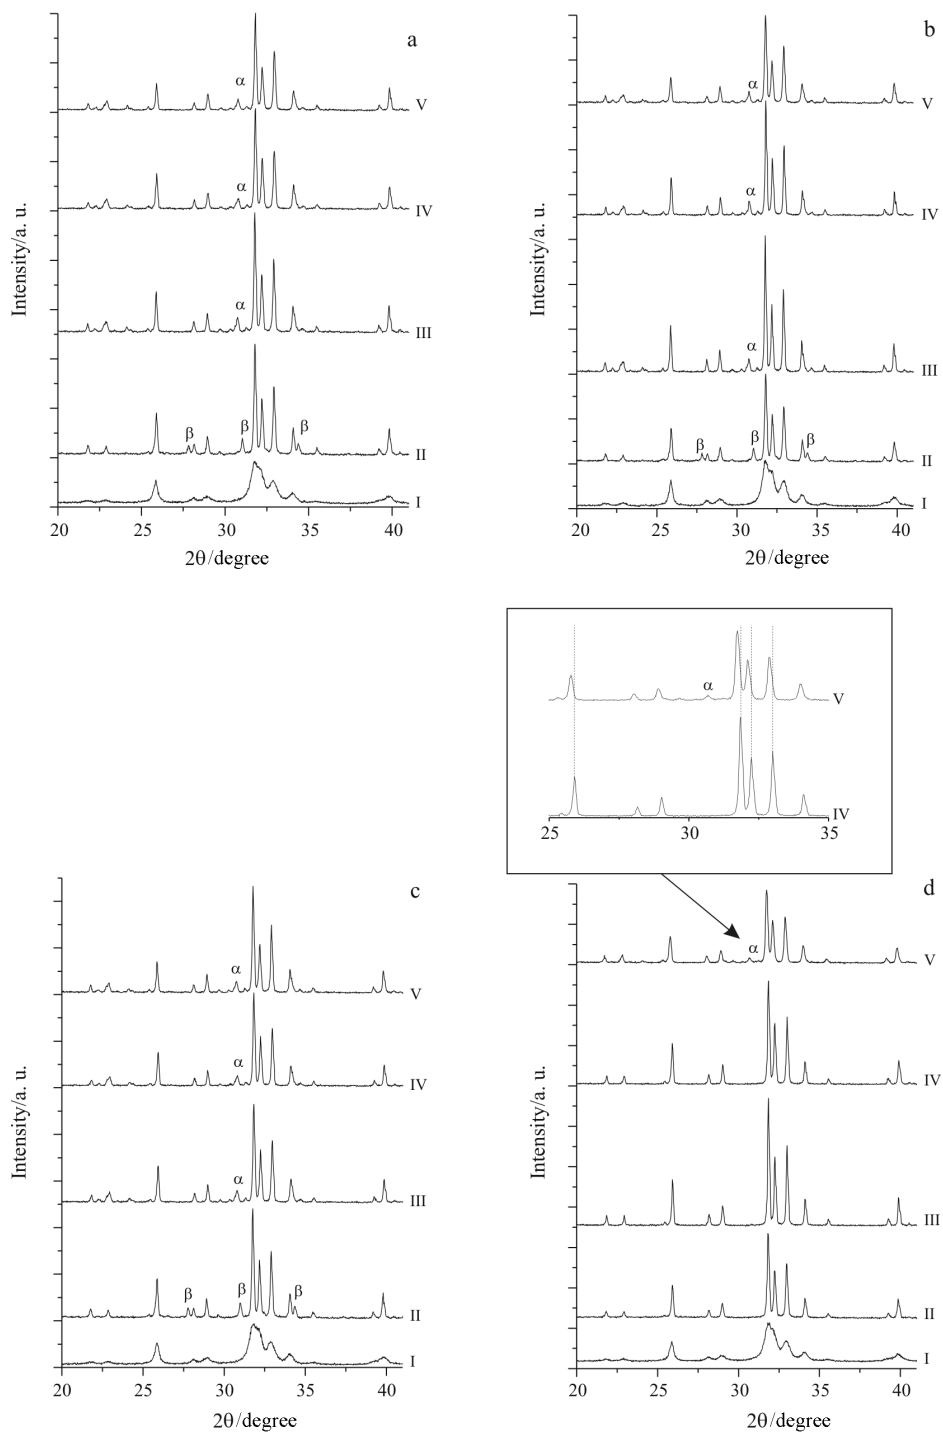 a
α
V
α
IV
α
III
β
β
β
II
I
Intensity/a. u.
20
25
30
35
40
2θ/degree
b
α
V
α
IV
α
III
β
β
β
II
I
Intensity/a. u.
20
25
30
35
40
2θ/degree
α
V
IV
25
30
35
c
α
V
α
IV
α
III
β
β
β
II
I
Intensity/a. u.
20
25
30
35
40
2θ/degree
d
α
V
IV
III
II
I
Intensity/a. u.
20
25
30
35
40
2θ/degree